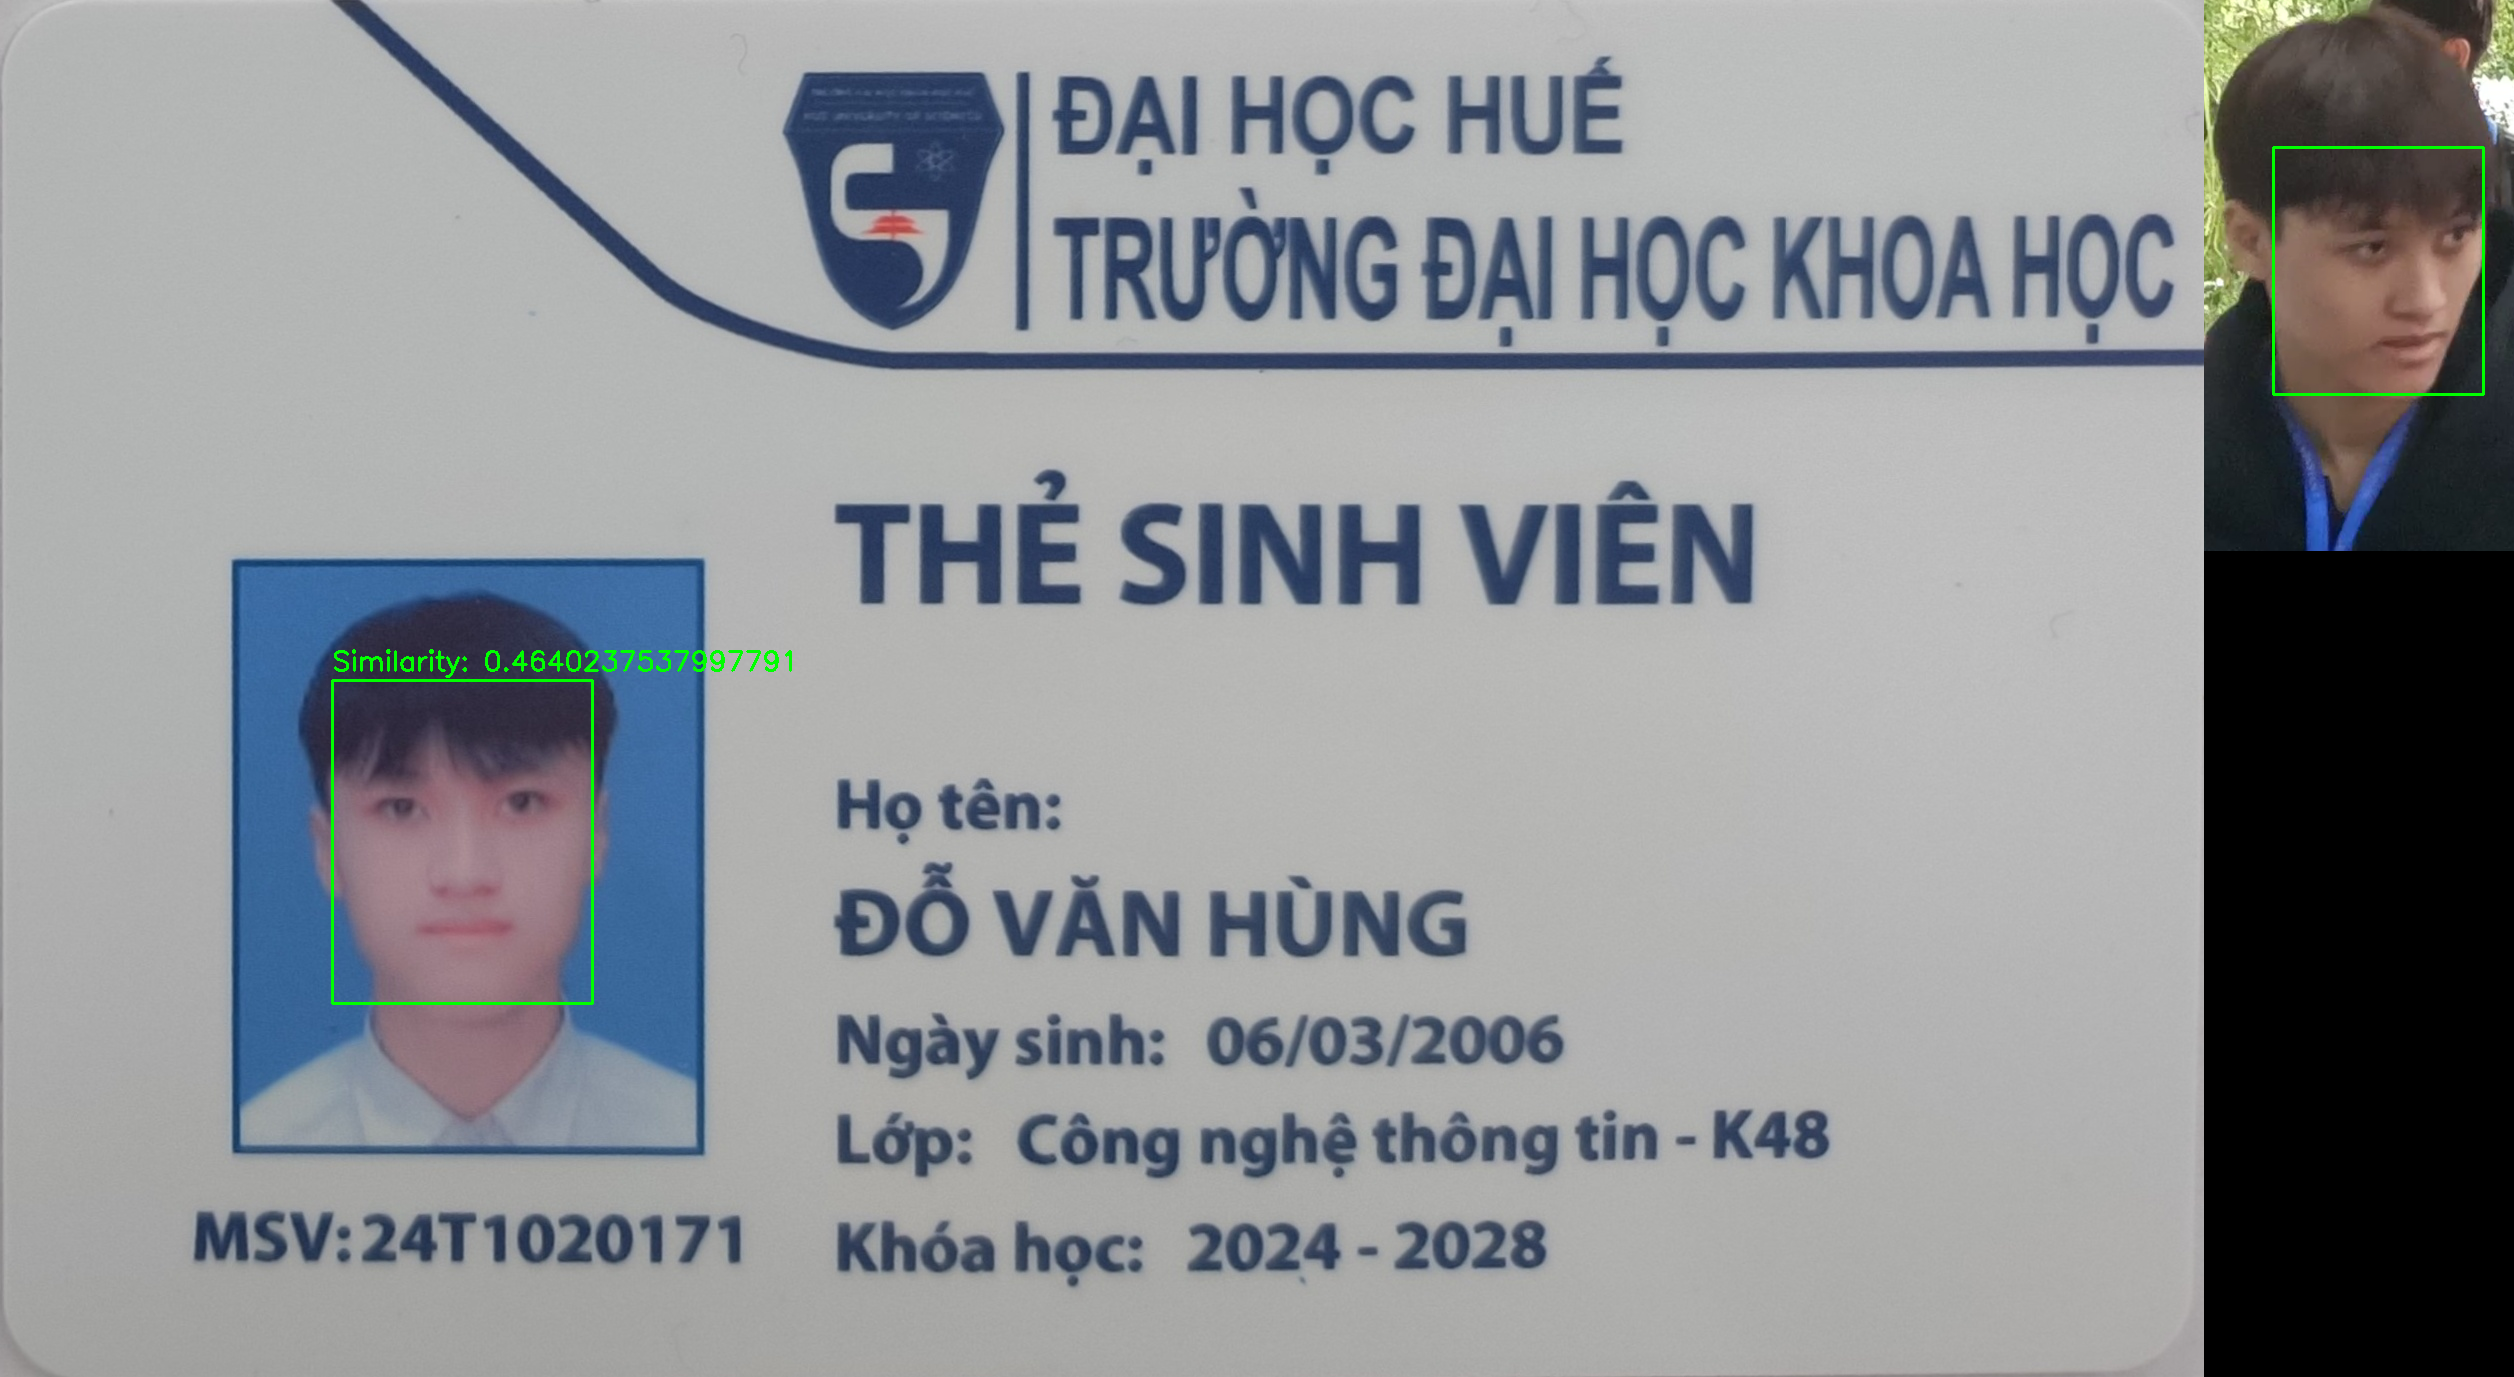 ĐẠI HỌC HUẾ
TRƯỜNG ĐẠI HỌC KHOA HỌC
THẺ SINH VIÊN
Similarity: 0.4640237537997791
Họ tên:
ĐỖ VĂN HÙNG
Ngày sinh: 06/03/2006
Lớp: Công nghệ thông tin - K48
MSV: 24T1020171
Khóa học: 2024 - 2028